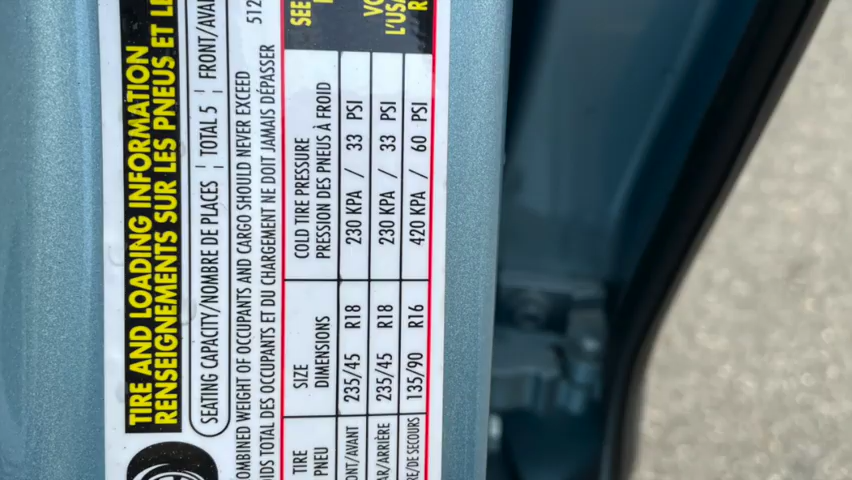 TIRE AND LOADING INFORMATION
RENSEIGNEMENTS SUR LES PNEUS ET
SEATING CAPACITY/NOMBRE DE PLACES ¦ TOTAL 5 ¦ FRONT/AVA
OMBINED WEIGHT OF OCCUPANTS AND CARGO SHOULD NEVER EXCEED 512
OIDS TOTAL DES OCCUPANTS ET DU CHARGEMENT NE DOIT JAMAIS DÉPASSER
TIRE SIZE COLD TIRE PRESSURE SEE
PNEU DIMENSIONS PRESSION DES PNEUS À FROID
ONT/AVANT 235/45 R18 230 KPA / 33 PSI
AR/ARRIÈRE 235/45 R18 230 KPA / 33 PSI VO
RE/DE SECOURS 135/90 R16 420 KPA / 60 PSI L'USA